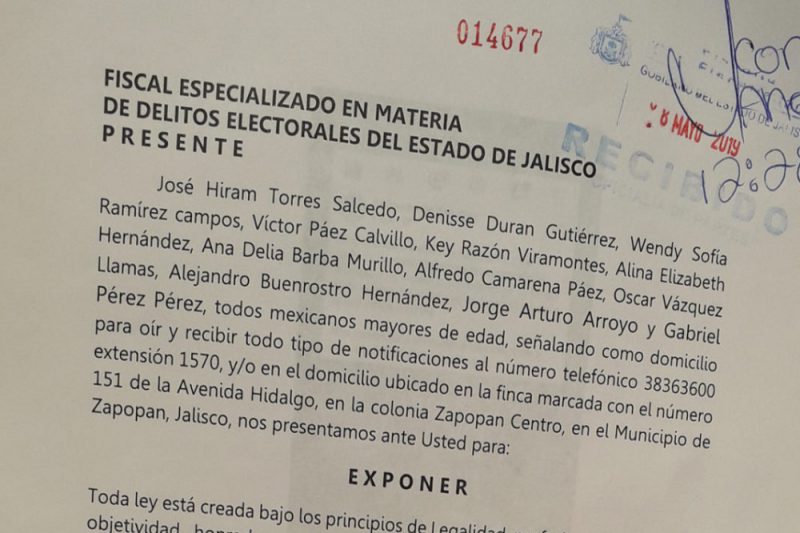 014677
GOBIERNO DEL ESTADO DE JALISCO
8 MAYO 2019
RECIBIDO
FISCAL ESPECIALIZADO EN MATERIA
DE DELITOS ELECTORALES DEL ESTADO DE JALISCO
P R E S E N T E
José Hiram Torres Salcedo, Denisse Duran Gutiérrez, Wendy Sofía
Ramírez campos, Víctor Páez Calvillo, Key Razón Viramontes, Alina Elizabeth
Hernández, Ana Delia Barba Murillo, Alfredo Camarena Páez, Oscar Vázquez
Llamas, Alejandro Buenrostro Hernández, Jorge Arturo Arroyo y Gabriel
Pérez Pérez, todos mexicanos mayores de edad, señalando como domicilio
para oír y recibir todo tipo de notificaciones al número telefónico 38363600
extensión 1570, y/o en el domicilio ubicado en la finca marcada con el número
151 de la Avenida Hidalgo, en la colonia Zapopan Centro, en el Municipio de
Zapopan, Jalisco, nos presentamos ante Usted para:
E X P O N E R
Toda ley está creada bajo los principios de Legalidad
objetividad